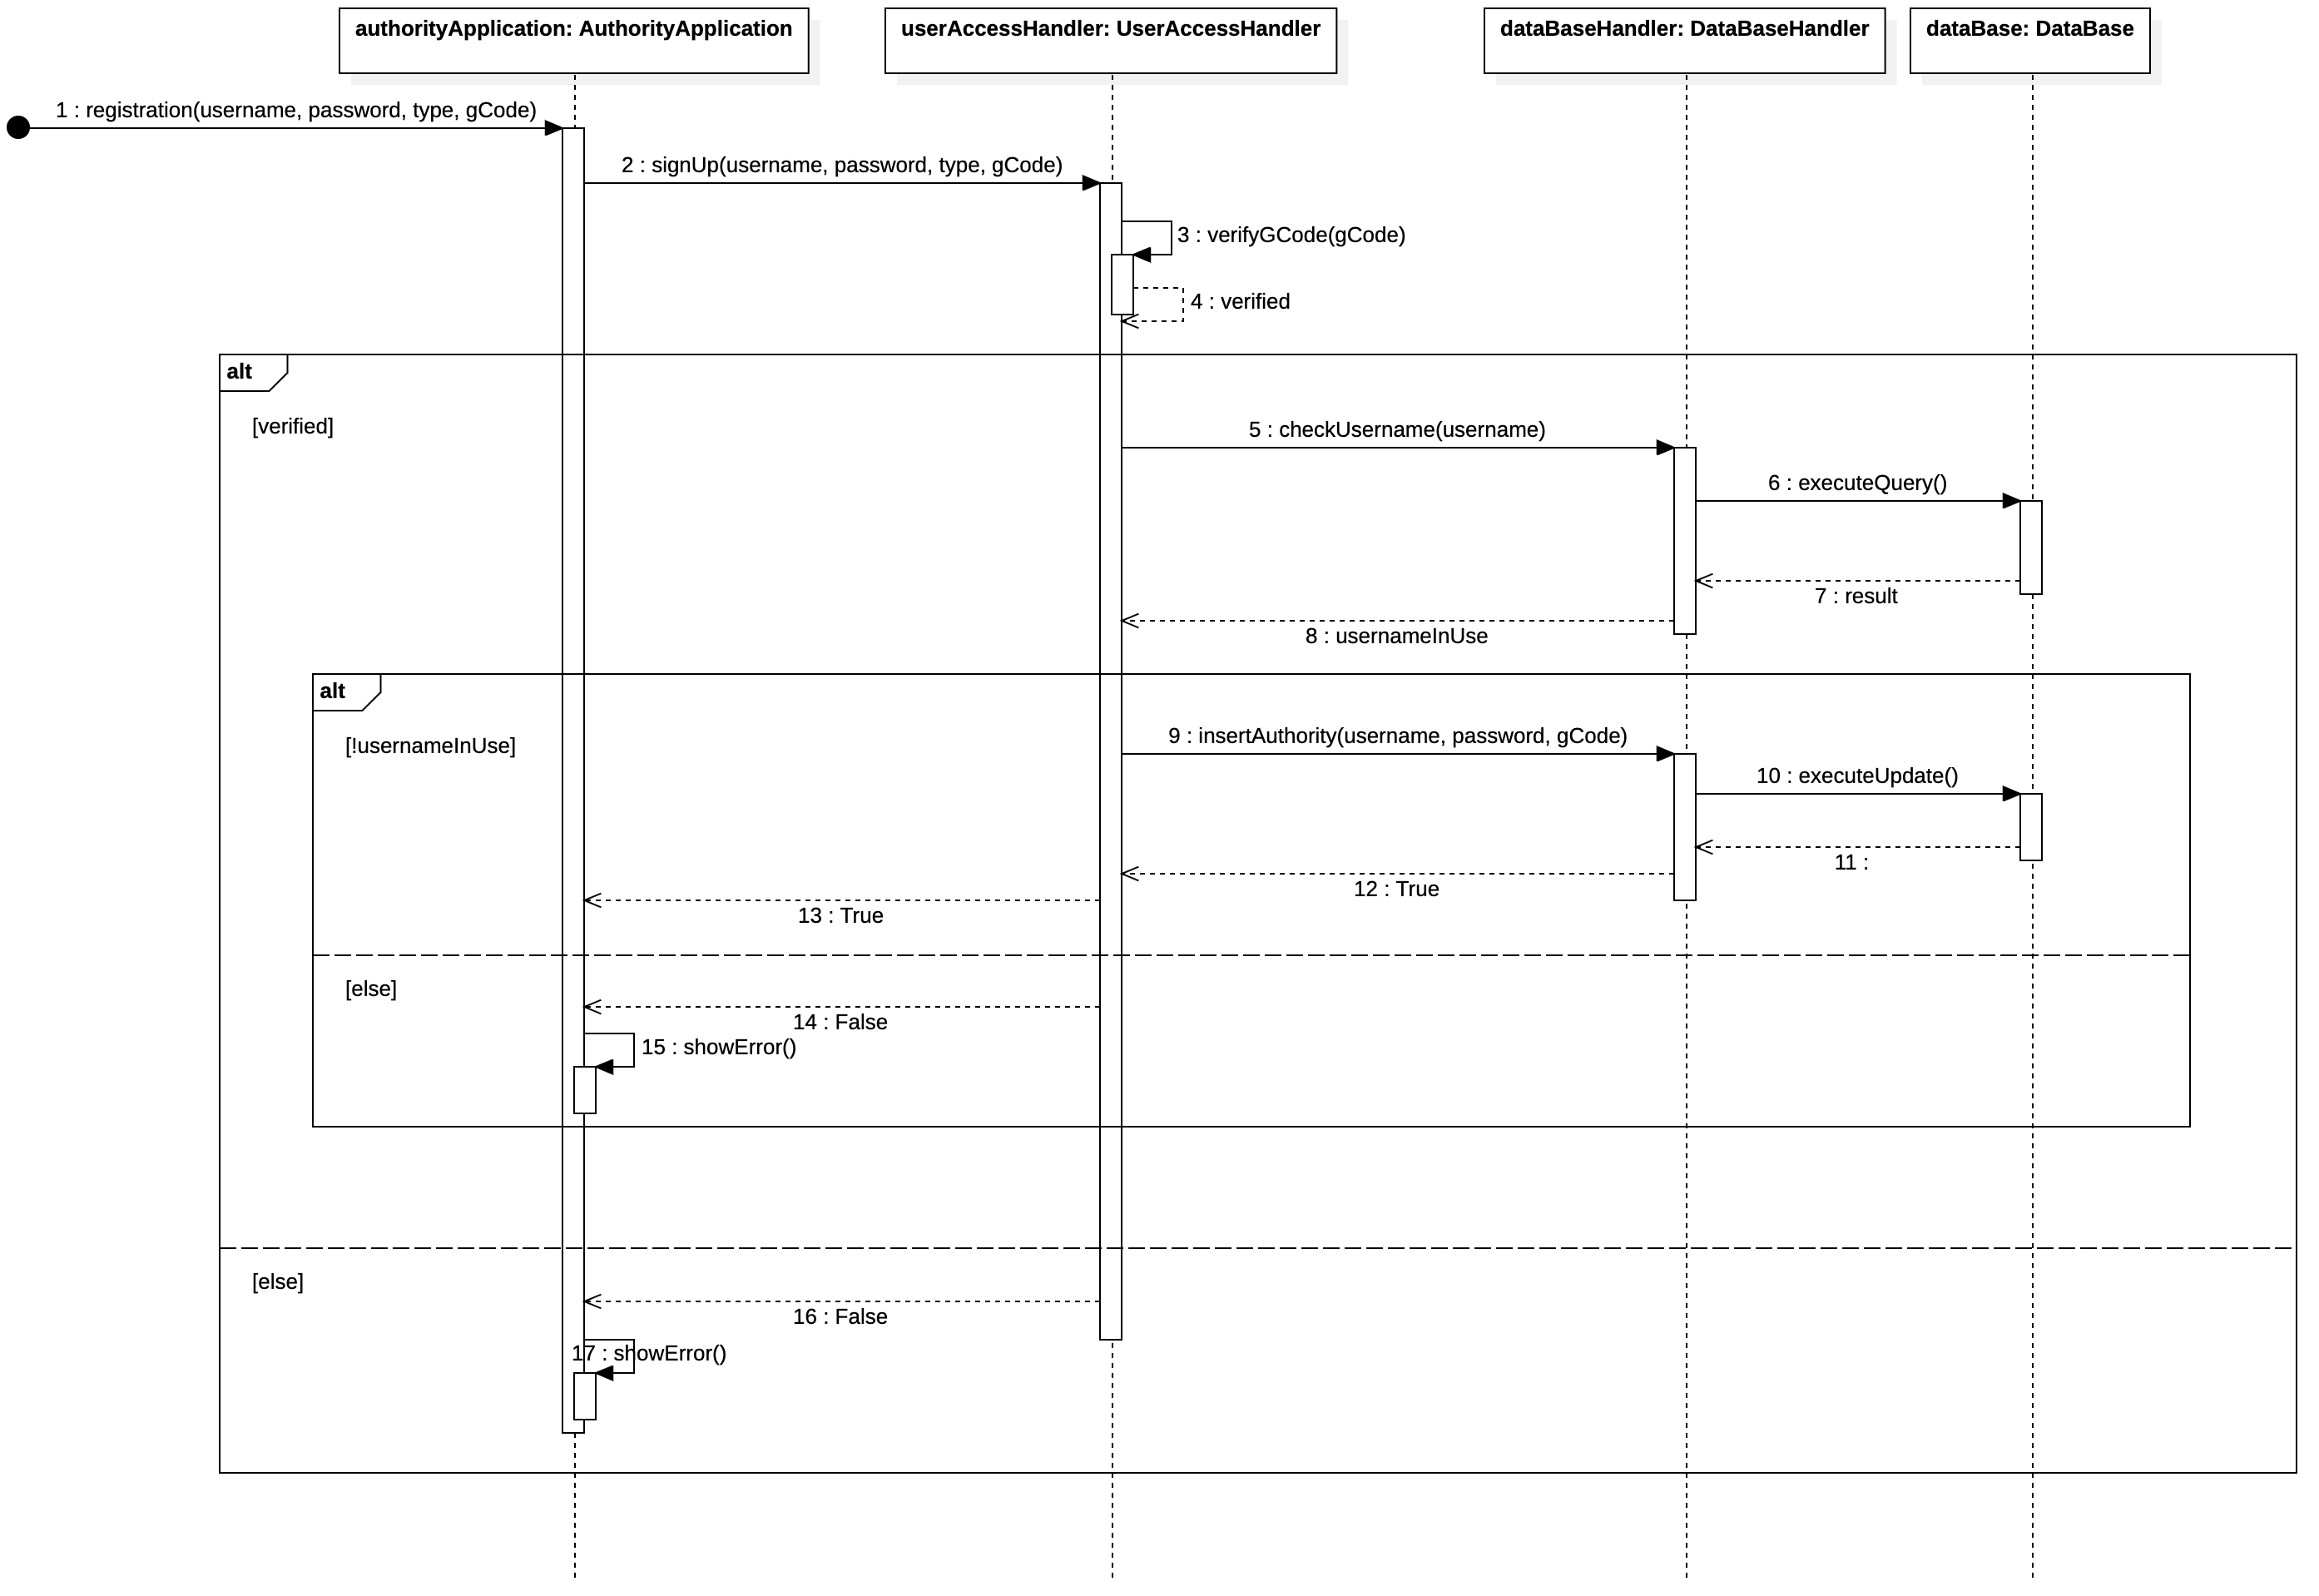 authorityApplication: AuthorityApplication
userAccessHandler: UserAccessHandler
dataBaseHandler: DataBaseHandler
dataBase: DataBase
1 : registration(username, password, type, gCode)
2 : signUp(username, password, type, gCode)
3 : verifyGCode(gCode)
4 : verified
alt
[verified]
5 : checkUsername(username)
6 : executeQuery()
7 : result
8 : usernameInUse
alt
[!usernameInUse]
9 : insertAuthority(username, password, gCode)
10 : executeUpdate()
11 :
12 : True
13 : True
[else]
14 : False
15 : showError()
[else]
16 : False
17 : showError()